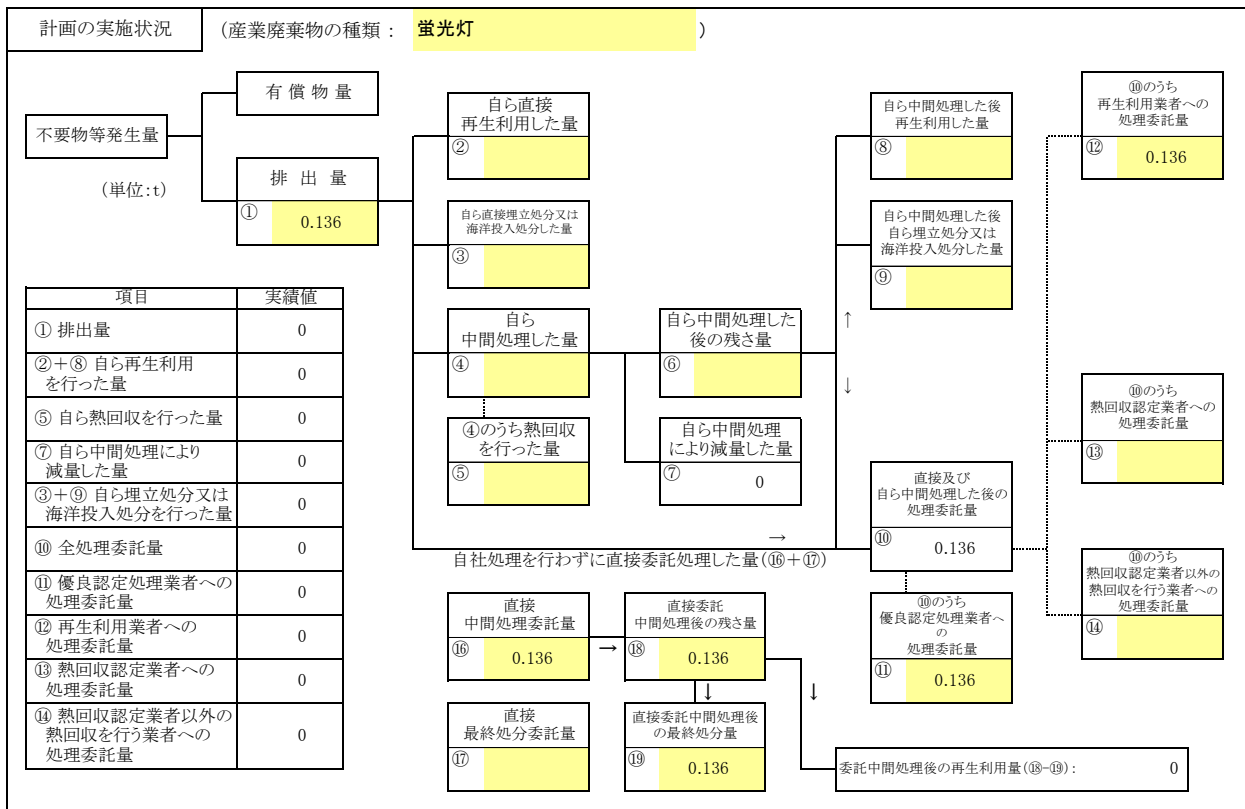 計画の実施状況
(産業廃棄物の種類： 蛍光灯 )
不要物等発生量
(単位:t)
有 償 物 量
排 出 量
① 0.136
自ら直接
再生利用した量
②
自ら直接埋立処分又は
海洋投入処分した量
③
自ら
中間処理した量
④
④のうち熱回収
を行った量
⑤
自ら中間処理した
後の残さ量
⑥
自ら中間処理
により減量した量
⑦ 0
自ら中間処理した後
再生利用した量
⑧
自ら中間処理した後
自ら埋立処分又は
海洋投入処分した量
⑨
↑
↓
直接及び
自ら中間処理した後の
処理委託量
⑩ 0.136
⑩のうち
再生利用業者への
処理委託量
⑫ 0.136
⑩のうち
熱回収認定業者への
処理委託量
⑬
⑩のうち
熱回収認定業者以外の
熱回収を行う業者への
処理委託量
⑭
→
自社処理を行わずに直接委託処理した量(⑯＋⑰)
直接
中間処理委託量
⑯ 0.136
→
直接委託
中間処理後の残さ量
⑱ 0.136
↓
↓
⑩のうち
優良認定処理業者へ
の
処理委託量
⑪ 0.136
直接
最終処分委託量
⑰
直接委託中間処理後
の最終処分量
⑲ 0.136
委託中間処理後の再生利用量(⑱-⑲)： 0
項目 実績値
① 排出量 0
②＋⑧ 自ら再生利用
を行った量 0
⑤ 自ら熱回収を行った量 0
⑦ 自ら中間処理により
減量した量 0
③＋⑨ 自ら埋立処分又は
海洋投入処分を行った量 0
⑩ 全処理委託量 0
⑪ 優良認定処理業者への
処理委託量 0
⑫ 再生利用業者への
処理委託量 0
⑬ 熱回収認定業者への
処理委託量 0
⑭ 熱回収認定業者以外の
熱回収を行う業者への
処理委託量 0